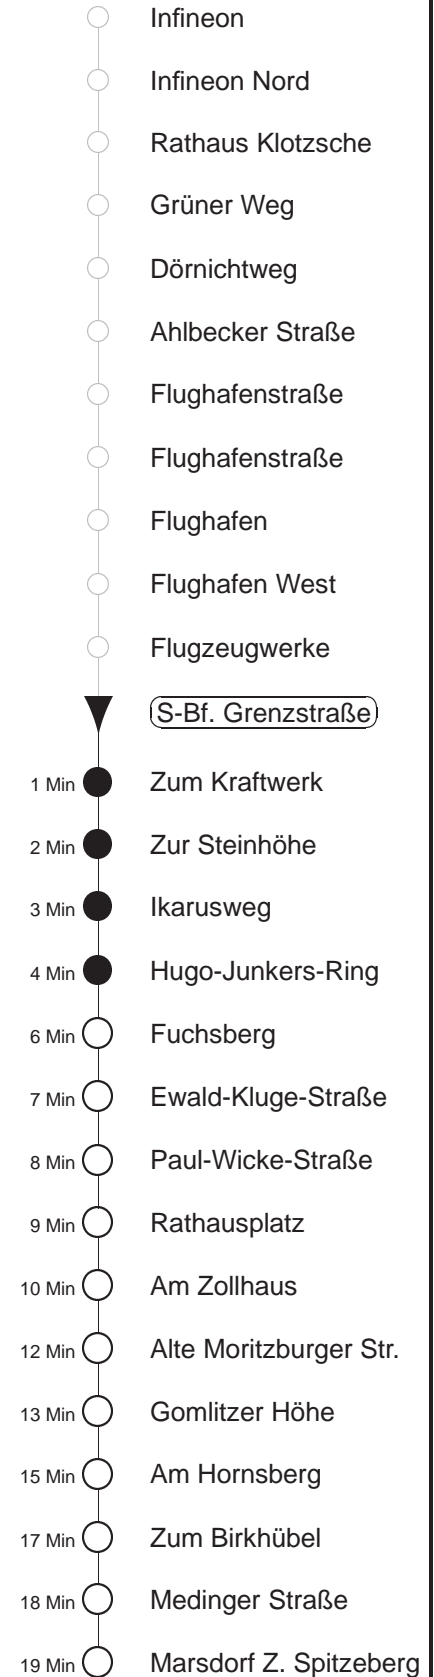 Infineon
Infineon Nord
Rathaus Klotzsche
Grüner Weg
Dörnichtweg
Ahlbecker Straße
Flughafenstraße
Flughafenstraße
Flughafen
Flughafen West
Flugzeugwerke
S-Bf. Grenzstraße
1 Min Zum Kraftwerk
2 Min Zur Steinhöhe
3 Min Ikarusweg
4 Min Hugo-Junkers-Ring
6 Min Fuchsberg
7 Min Ewald-Kluge-Straße
8 Min Paul-Wicke-Straße
9 Min Rathausplatz
10 Min Am Zollhaus
12 Min Alte Moritzburger Str.
13 Min Gomlitzer Höhe
15 Min Am Hornsberg
17 Min Zum Birkhübel
18 Min Medinger Straße
19 Min Marsdorf Z. Spitzeberg